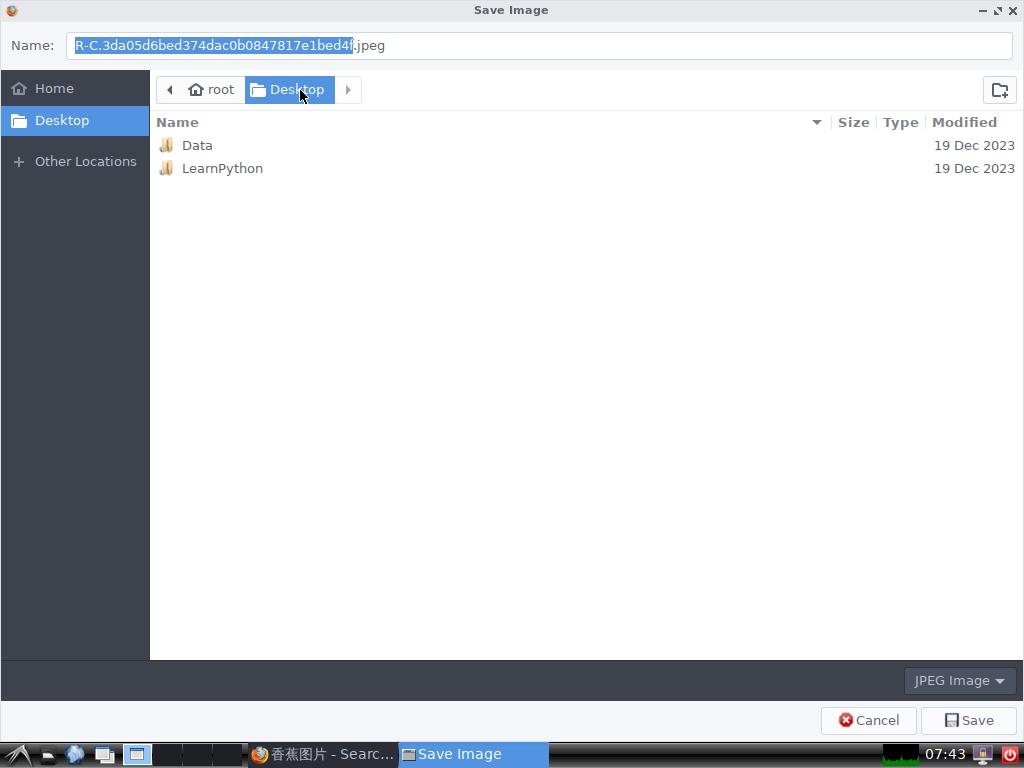 Save Image
Name: R-C.3da05d6bed374dac0b0847817e1bed4f.jpeg
Home
Desktop
Other Locations
root Desktop
Name Size Type Modified
Data 19 Dec 2023
LearnPython 19 Dec 2023
JPEG Image
Cancel Save
香蕉图片 - Searc... Save Image 07:43